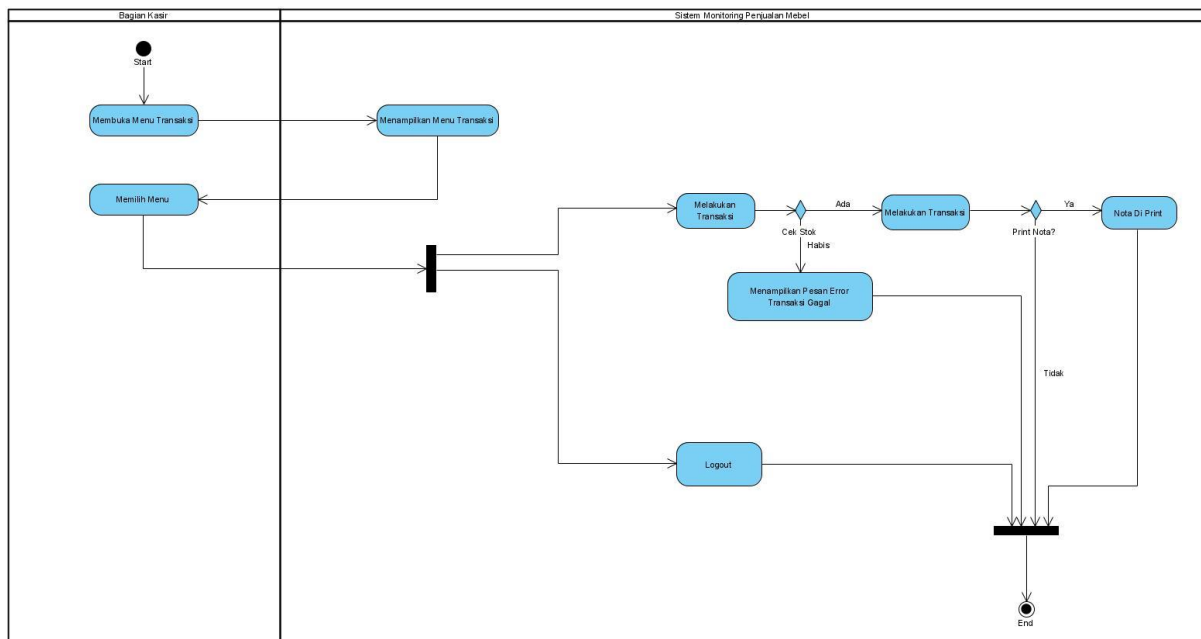 Bagian Kasir
Sistem Monitoring Penjualan Mebel
Start
Membuka Menu Transaksi
Menampilkan Menu Transaksi
Memilih Menu
Melakukan
Transaksi
Cek Stok
Ada
Habis
Melakukan Transaksi
Print Nota?
Ya
Nota Di Print
Menampilkan Pesan Error
Transaksi Gagal
Tidak
Logout
End